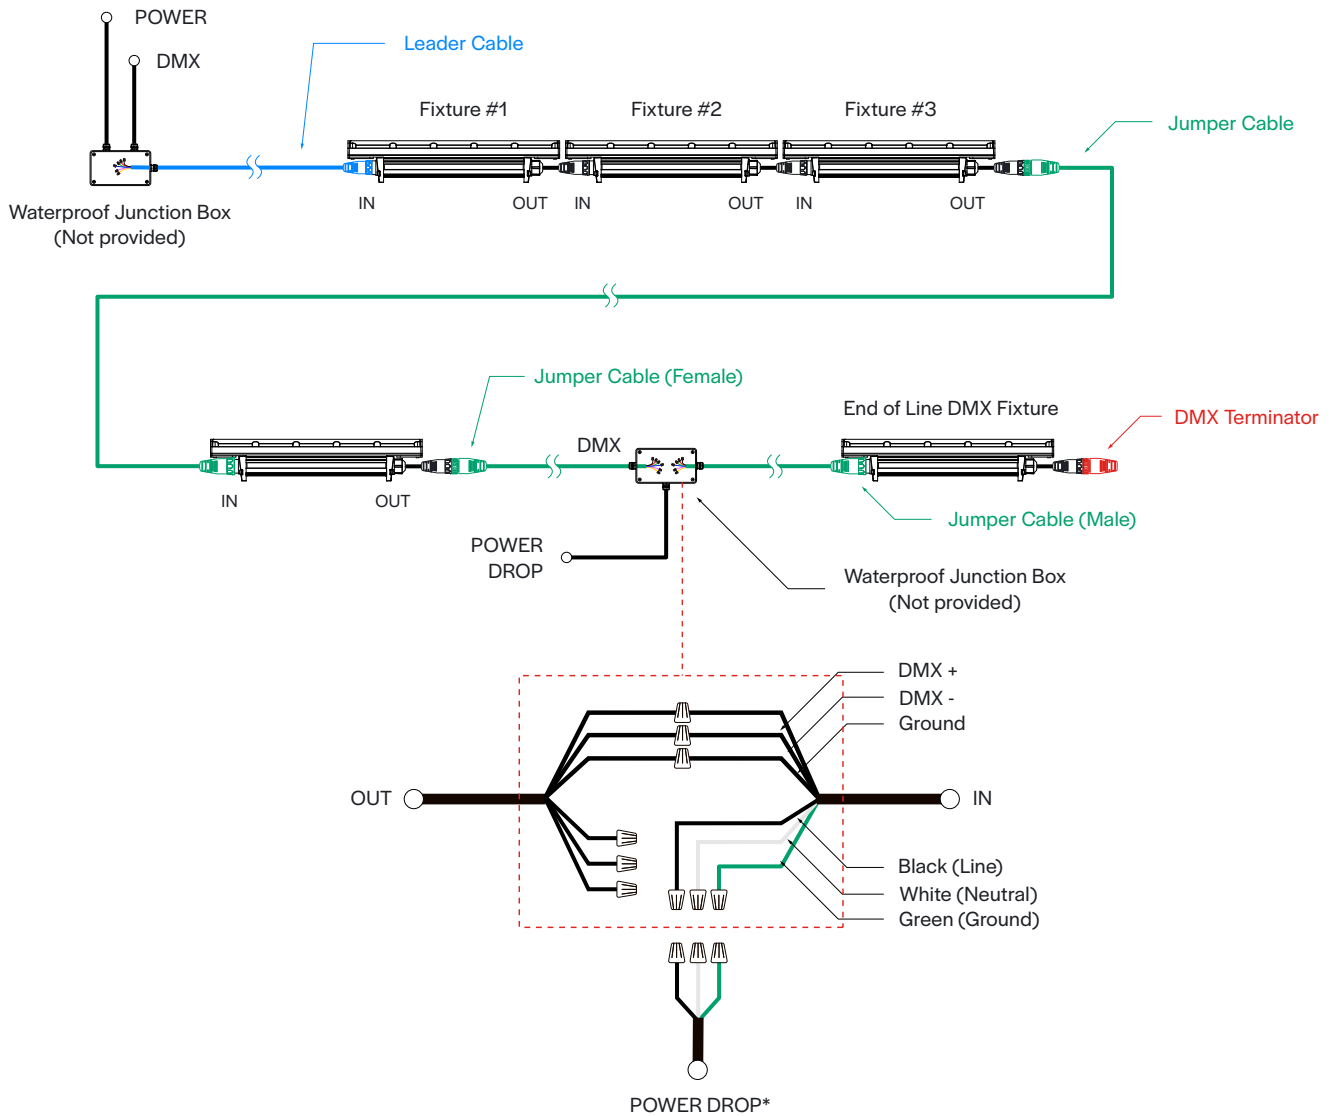 POWER
DMX
Leader Cable
Fixture #1
Fixture #2
Fixture #3
Jumper Cable
IN
OUT
IN
OUT
IN
OUT
Waterproof Junction Box
(Not provided)
Jumper Cable (Female)
DMX
End of Line DMX Fixture
DMX Terminator
IN
OUT
Jumper Cable (Male)
POWER
DROP
Waterproof Junction Box
(Not provided)
DMX +
DMX -
Ground
OUT
IN
Black (Line)
White (Neutral)
Green (Ground)
POWER DROP*